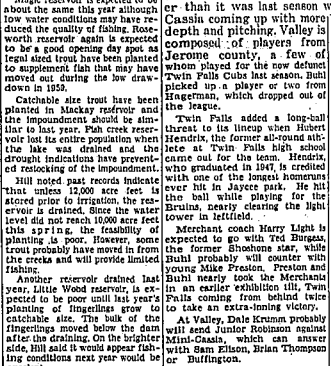 Magic reservoir is expected to be
about the same this year although
low water conditions may have re-
duced the quality of fishing. Rose-
worth reservoir again is expected
to be a good opening day spot as
legal sized trout have been planted
to supplement fish that may have
moved out during the low draw-
down in 1959.
Catchable size trout have been
planted in Mackay resrvoir and
the impoundment should be sim-
ilar to last year. Fish creek reser-
voir lost its entire population when
the lake was drained and the
drought indications have prevent-
ed restocking of the impoundment.
Hill noted past records indicate
that unless 12,000 acre feet is
stored prior to irrigation, the res-
ervoir is drained. Since the water
level did not reach 10,000 acre feet
this spring, the feasibility of
planting is poor. However, some
trout probably have moved in from
the creeks and will provide limited
fishing.
Another reservoir drained last
year, Little Wood reservoir, is ex-
pected to be poor until last year's
planting of fingerlings grow to
catchable size. The bulk of the
fingerlings moved below the dam
after the draining. On the brighter
side, Hill said it would appear fish-
ing conditions next year would be
er than it was last season w
Cassia coming up with more
depth and pitching. Valley is
composed of players from
Jerome county, a few of
whom played for the now defunct
Twin Falls Cubs last season. Buhl
picked up a player or two from
Hagerman, which dropped out of
the league.
Twin Falls added a long-ball
threat to its lineup when Hubert
Hendrix, the former all-round ath-
lete at Twin Falls high school
came out for the team. Hendrix,
who graduated in 1947, is credited
with one of the longest homeruns
ever hit in Jaycee park. He hit
the ball while playing for the
Bruins, nearly clearing the light
tower in leftfield.
Merchant coach Harry Light is
expected to go with Ted Burgess,
the former Shoshone star, while
Buhl probably will counter with
young Mike Preston. Preston and
Buhl nearly took the Merchants
in an earlier exhibition tilt, Twin
Falls coming from behind twice
to take an extra-inning victory.
At Valley, Dale Krumm probably
will send Junior Robinson against
Mini-Cassia, which can answer
with Sam Elison, Brian Thompson
or Buffington.